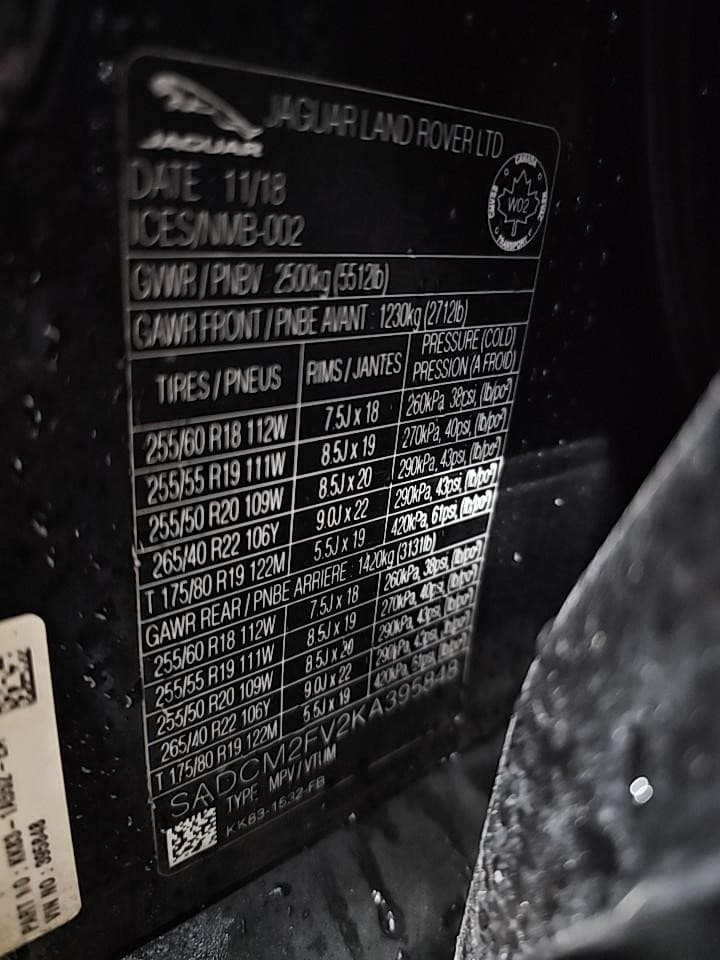 JAGUAR
JAGUAR LAND ROVER LTD
DATE 11/18
ICES/NMB-002
CANADA
W02
TRANSPORT
GVWR / PNBV : 2500kg (5512lb)
GAWR FRONT / PNBE AVANT : 1230kg (2712lb)
TIRES / PNEUS RIMS / JANTES PRESSURE (COLD) PRESSION (A FROID)
255/60 R18 112W 7.5J x 18 260kPa, 38psi, (lb/po²)
255/55 R19 111W 8.5J x 19 270kPa, 40psi, (lb/po²)
255/50 R20 109W 8.5J x 20 290kPa, 43psi, (lb/po²)
265/40 R22 106Y 9.0J x 22 290kPa, 43psi, (lb/po²)
T 175/80 R19 122M 5.5J x 19 420kPa, 61psi, (lb/po²)
GAWR REAR / PNBE ARRIERE : 1420kg (3131lb)
255/60 R18 112W 7.5J x 18 260kPa, 38psi, (lb/po²)
255/55 R19 111W 8.5J x 19 270kPa, 40psi, (lb/po²)
255/50 R20 109W 8.5J x 20 290kPa, 43psi, (lb/po²)
265/40 R22 106Y 9.0J x 22 290kPa, 43psi, (lb/po²)
T 175/80 R19 122M 5.5J x 19 420kPa, 61psi, (lb/po²)
SADCM2FV2KA395848
TYPE MPV / VTUM
KK83-1532-FB
VIN NO : 395848